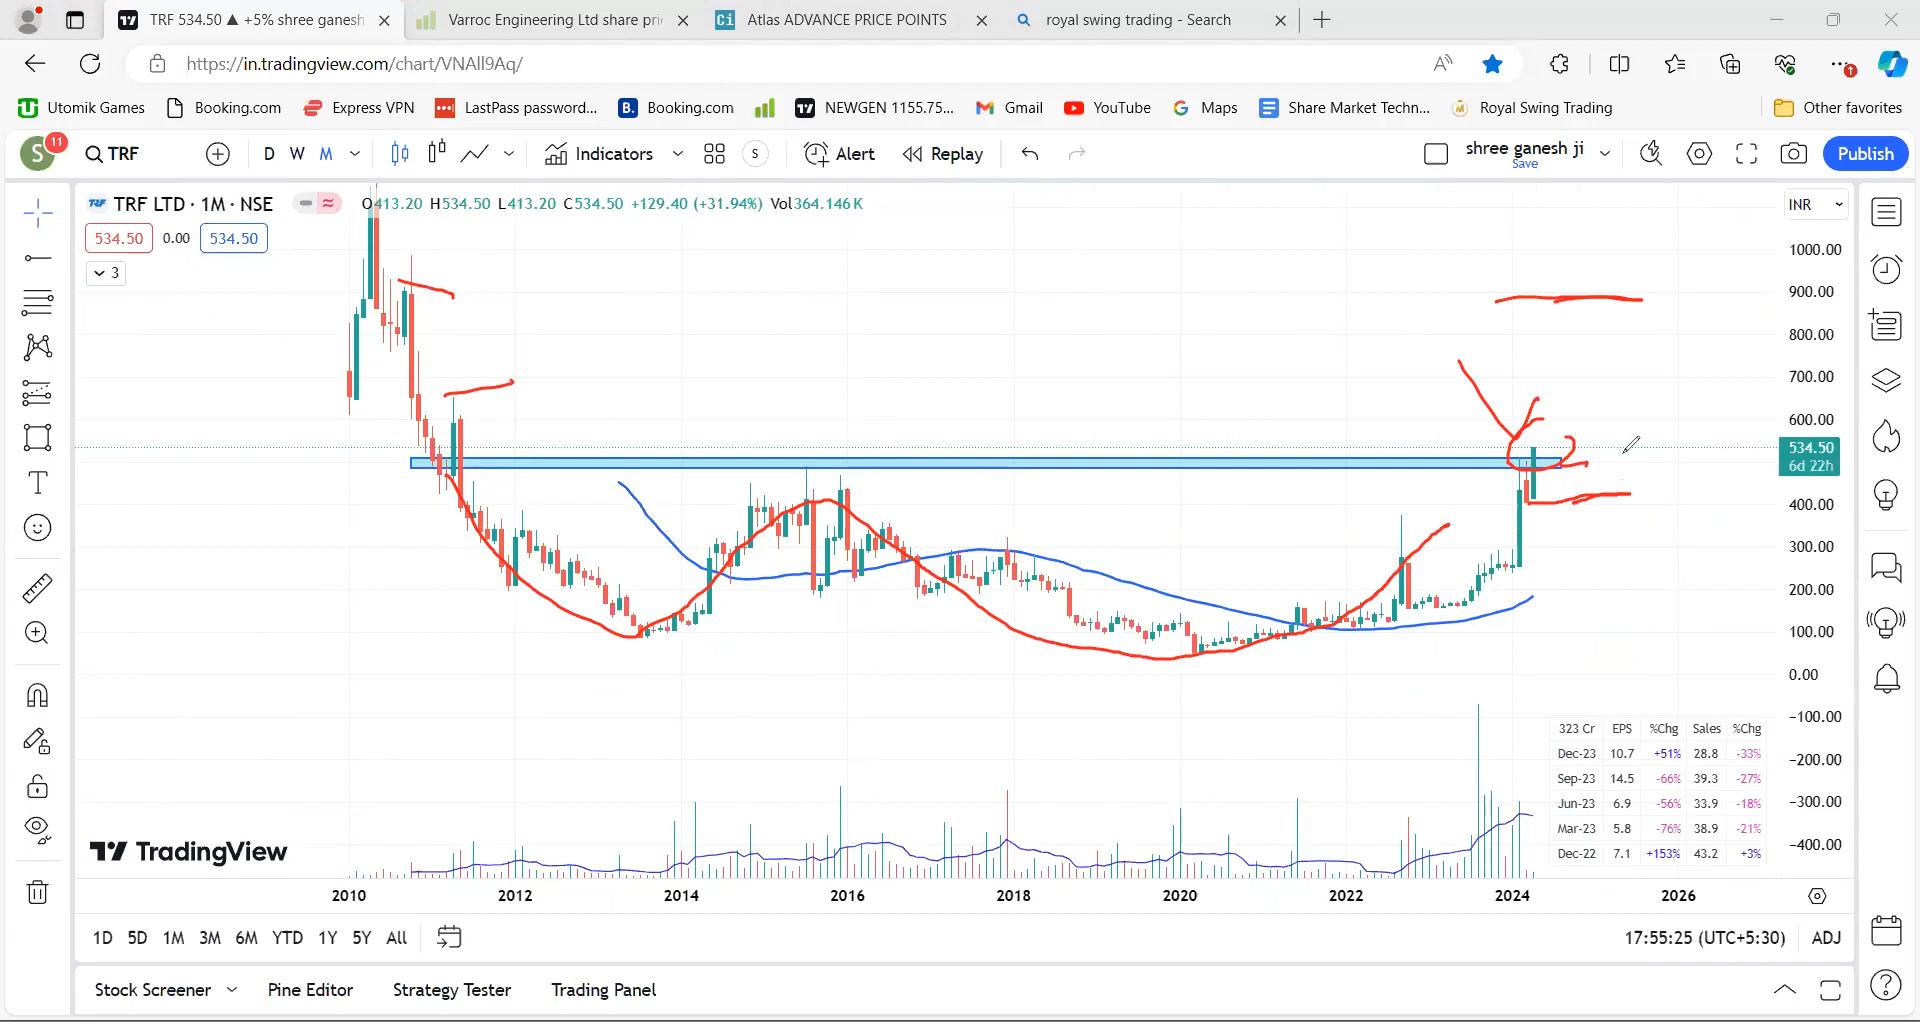 TRF 534.50 ▲ +5% shree ganesh
Varroc Engineering Ltd share pri
Atlas ADVANCE PRICE POINTS
royal swing trading - Search
https://in.tradingview.com/chart/VNAll9Aq/
Utomik Games
Booking.com
Express VPN
LastPass password...
Booking.com
NEWGEN 1155.75...
Gmail
YouTube
Maps
Share Market Techn...
Royal Swing Trading
Other favorites
S 11
TRF
D W M
Indicators
S
Alert
Replay
shree ganesh ji
Save
Publish
TRF LTD · 1M · NSE
O413.20 H534.50 L413.20 C534.50 +129.40 (+31.94%) Vol364.146K
INR
534.50 0.00 534.50
3
1000.00
900.00
800.00
700.00
600.00
534.50
6d 22h
400.00
300.00
200.00
100.00
0.00
−100.00
−200.00
−300.00
−400.00
323 Cr EPS %Chg Sales %Chg
Dec-23 10.7 +51% 28.8 -33%
Sep-23 14.5 -66% 39.3 -27%
Jun-23 6.9 -56% 33.9 -18%
Mar-23 5.8 -76% 38.9 -21%
Dec-22 7.1 +153% 43.2 +3%
TradingView
2010 2012 2014 2016 2018 2020 2022 2024 2026
1D 5D 1M 3M 6M YTD 1Y 5Y All
17:55:25 (UTC+5:30) ADJ
Stock Screener Pine Editor Strategy Tester Trading Panel